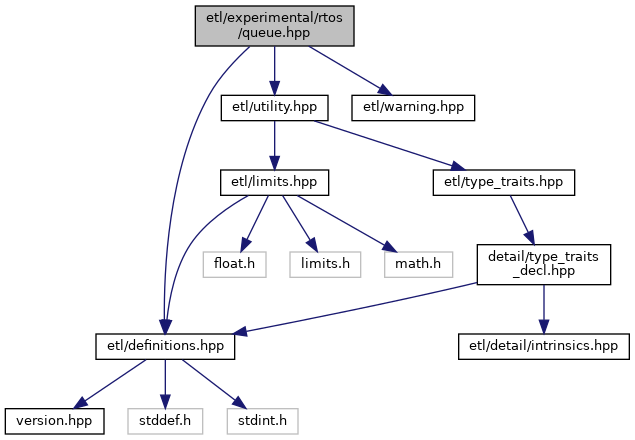 etl/experimental/rtos
/queue.hpp
etl/utility.hpp
etl/warning.hpp
etl/limits.hpp
etl/type_traits.hpp
float.h
limits.h
math.h
detail/type_traits
_decl.hpp
etl/definitions.hpp
etl/detail/intrinsics.hpp
version.hpp
stddef.h
stdint.h